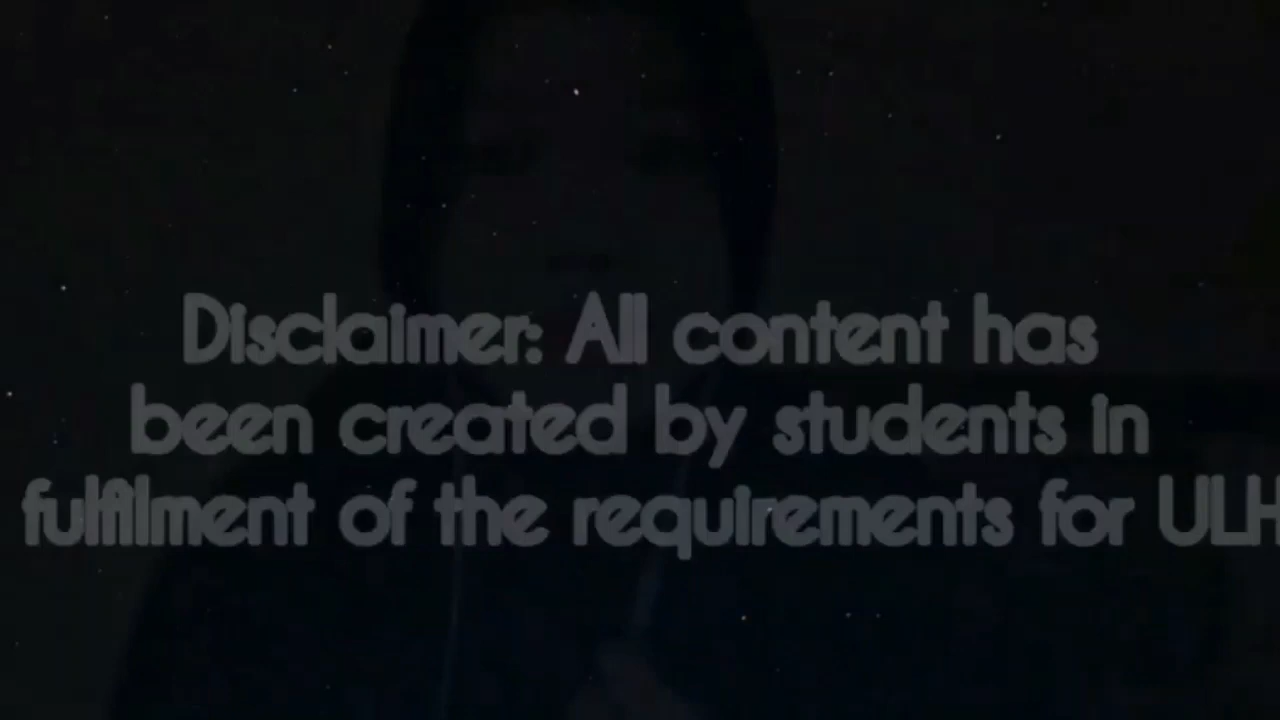 Disclaimer: All content has
been created by students in
fulfilment of the requirements for ULH